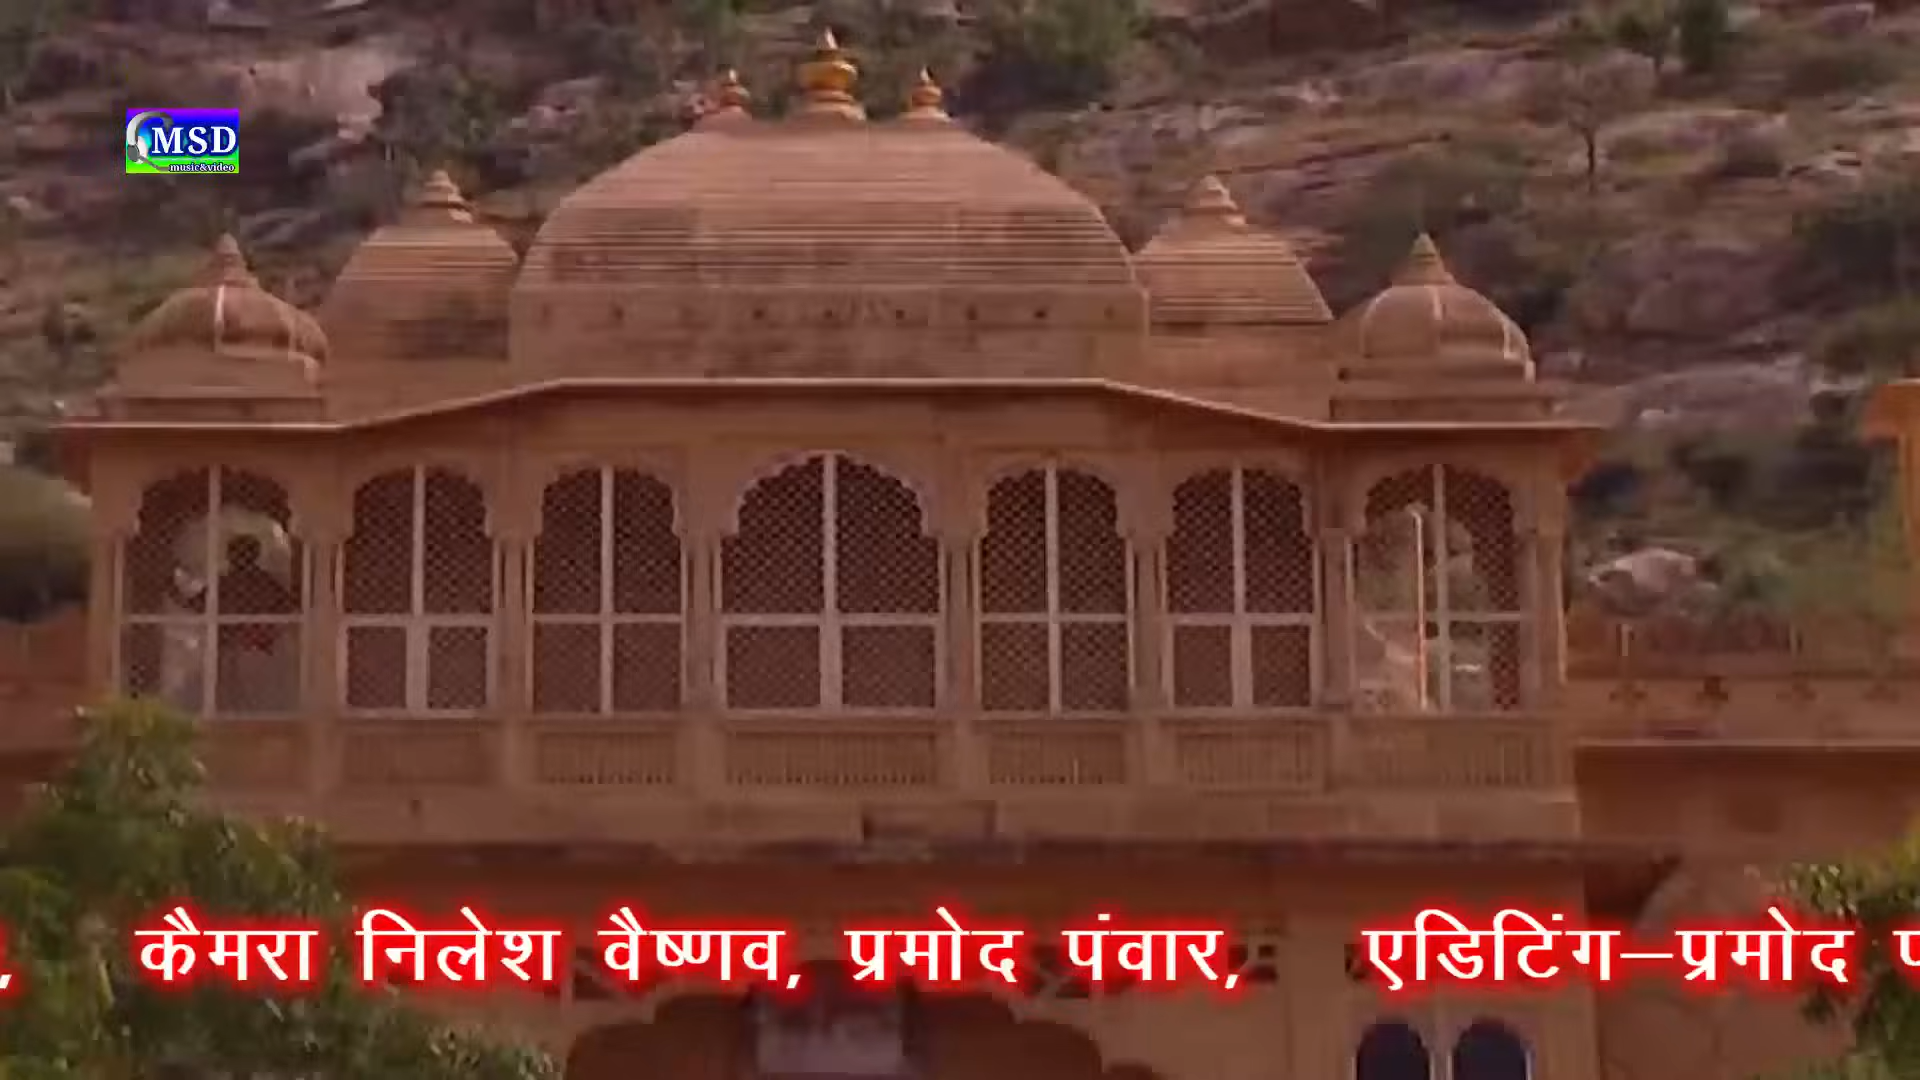 MSD
music&video
, कैमरा निलेश वैष्णव, प्रमोद पंवार, एडिटिंग–प्रमोद